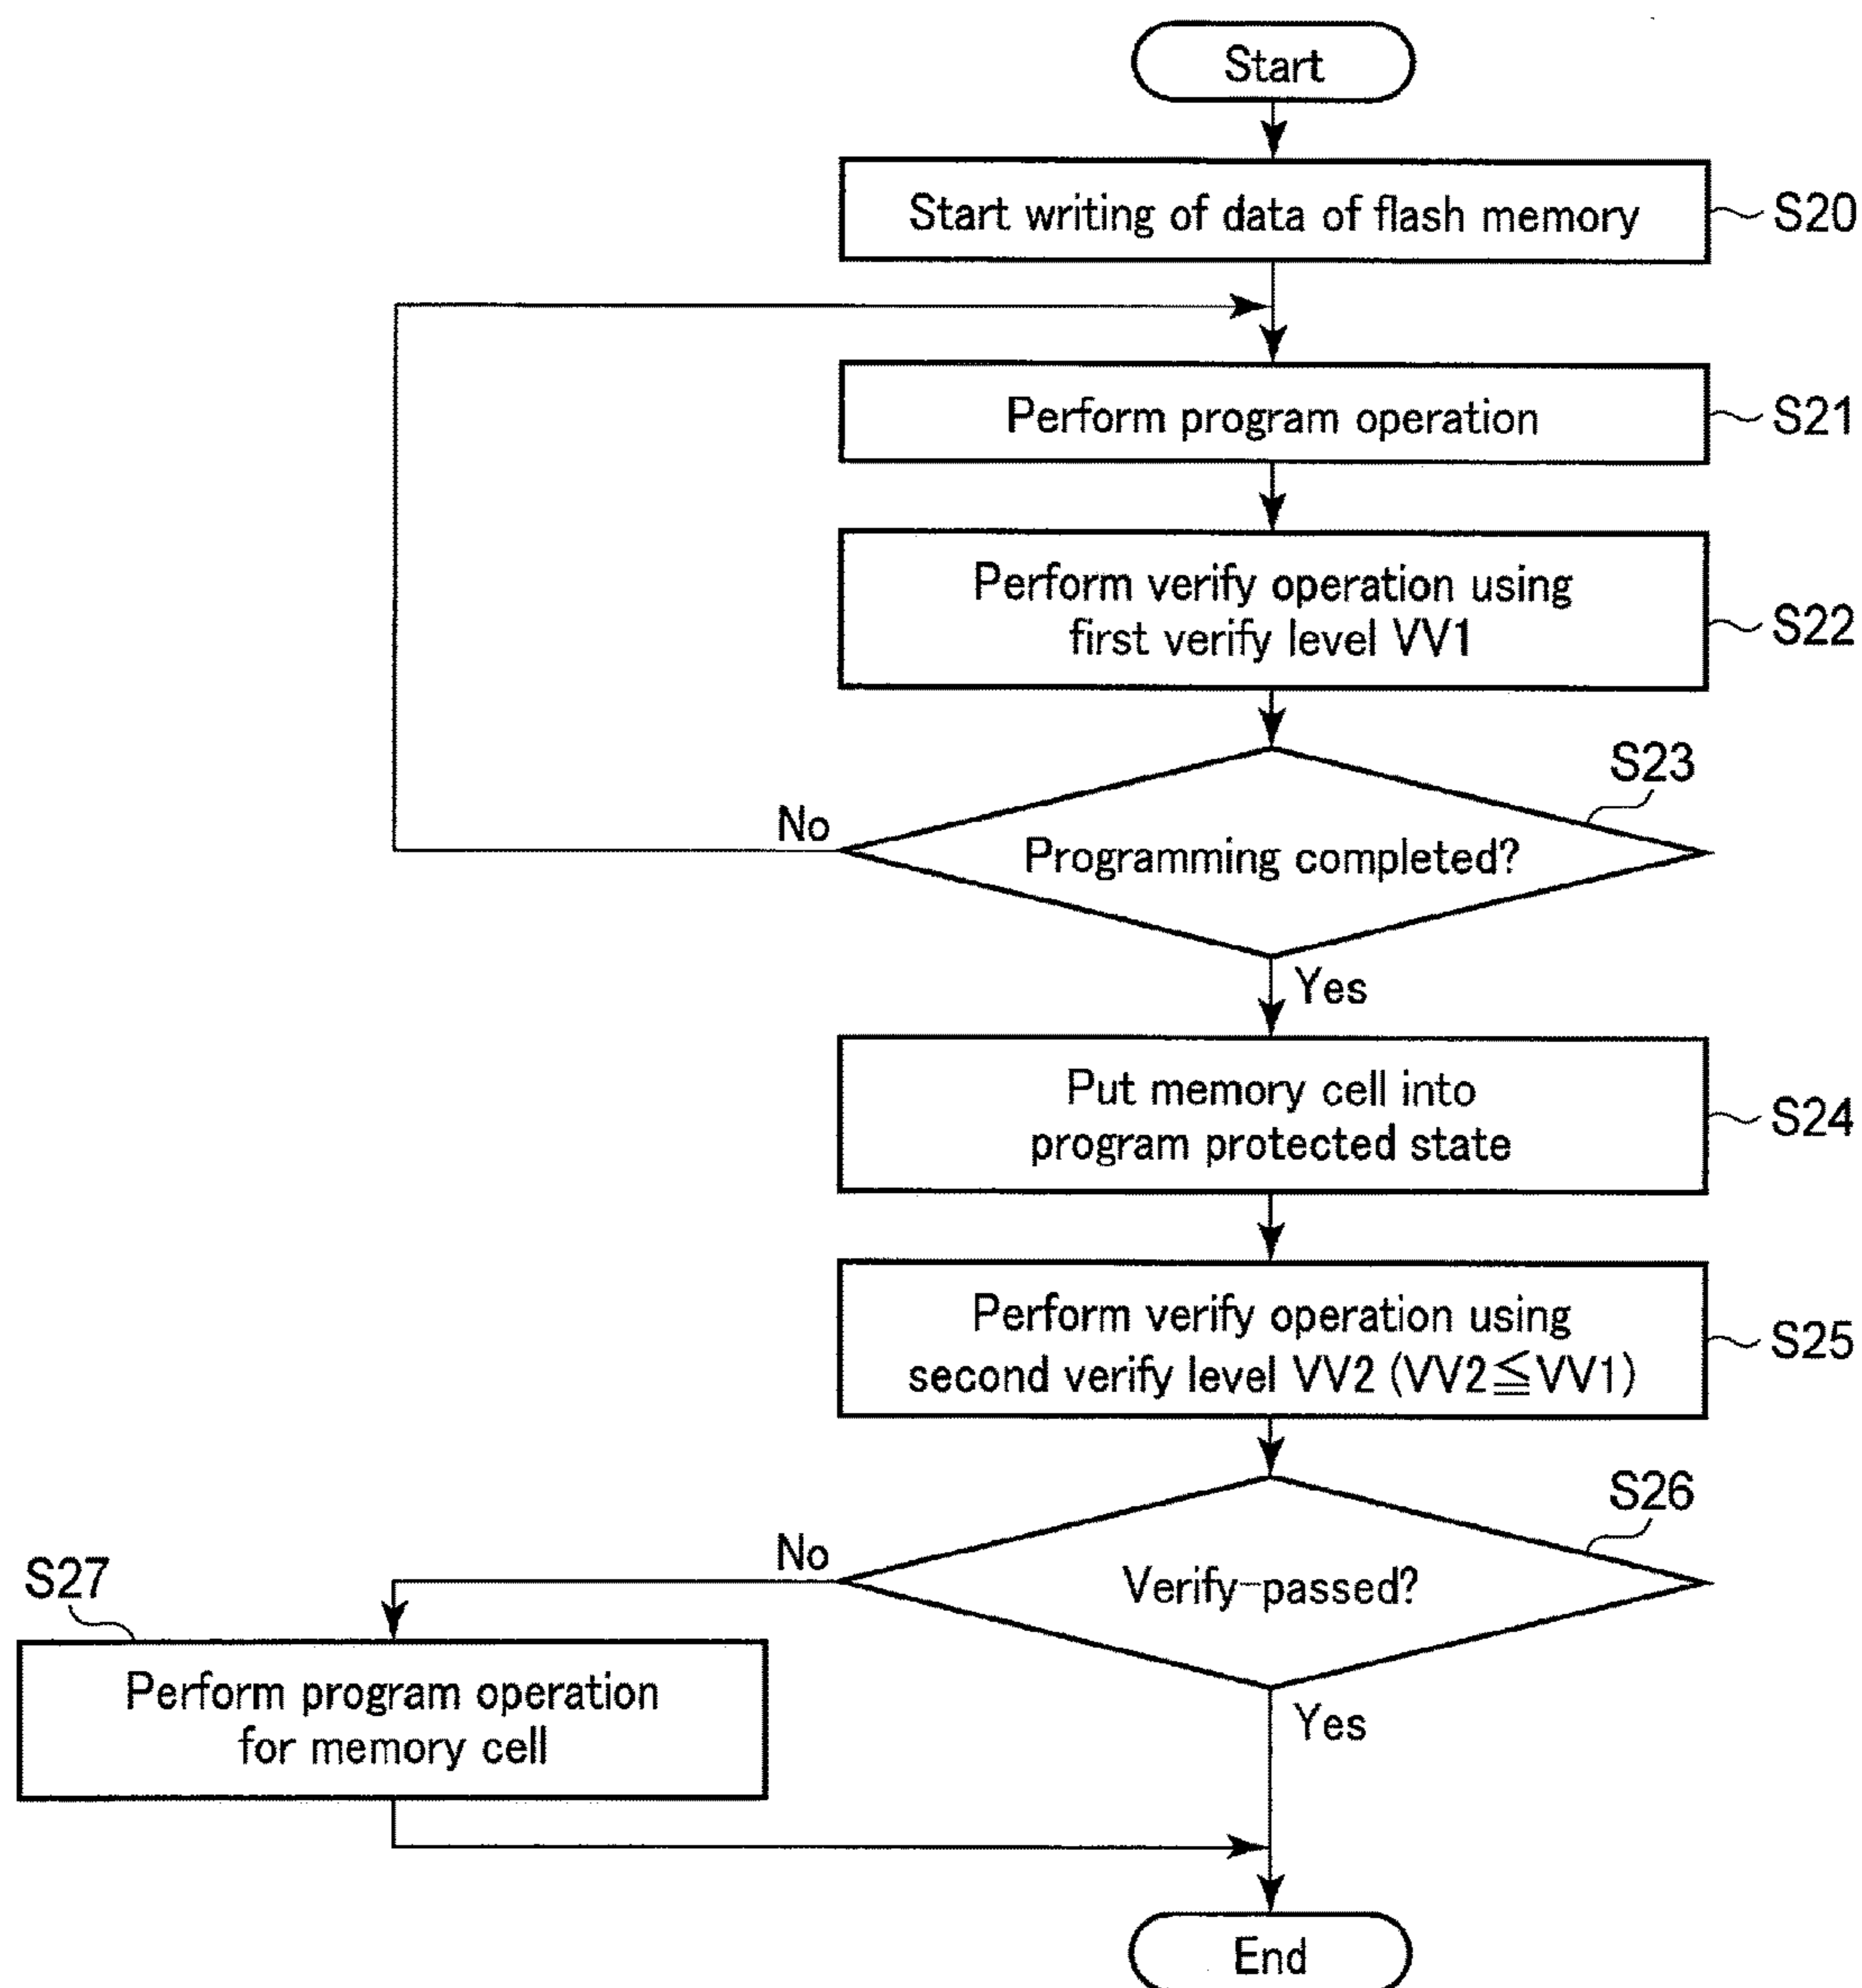 Start
Start writing of data of flash memory
S20
Perform program operation
S21
Perform verify operation using
first verify level VV1
S22
S23
No
Programming completed?
Yes
Put memory cell into
program protected state
S24
Perform verify operation using
second verify level VV2 (VV2≦VV1)
S25
S26
No
Verify-passed?
S27
Yes
Perform program operation
for memory cell
End